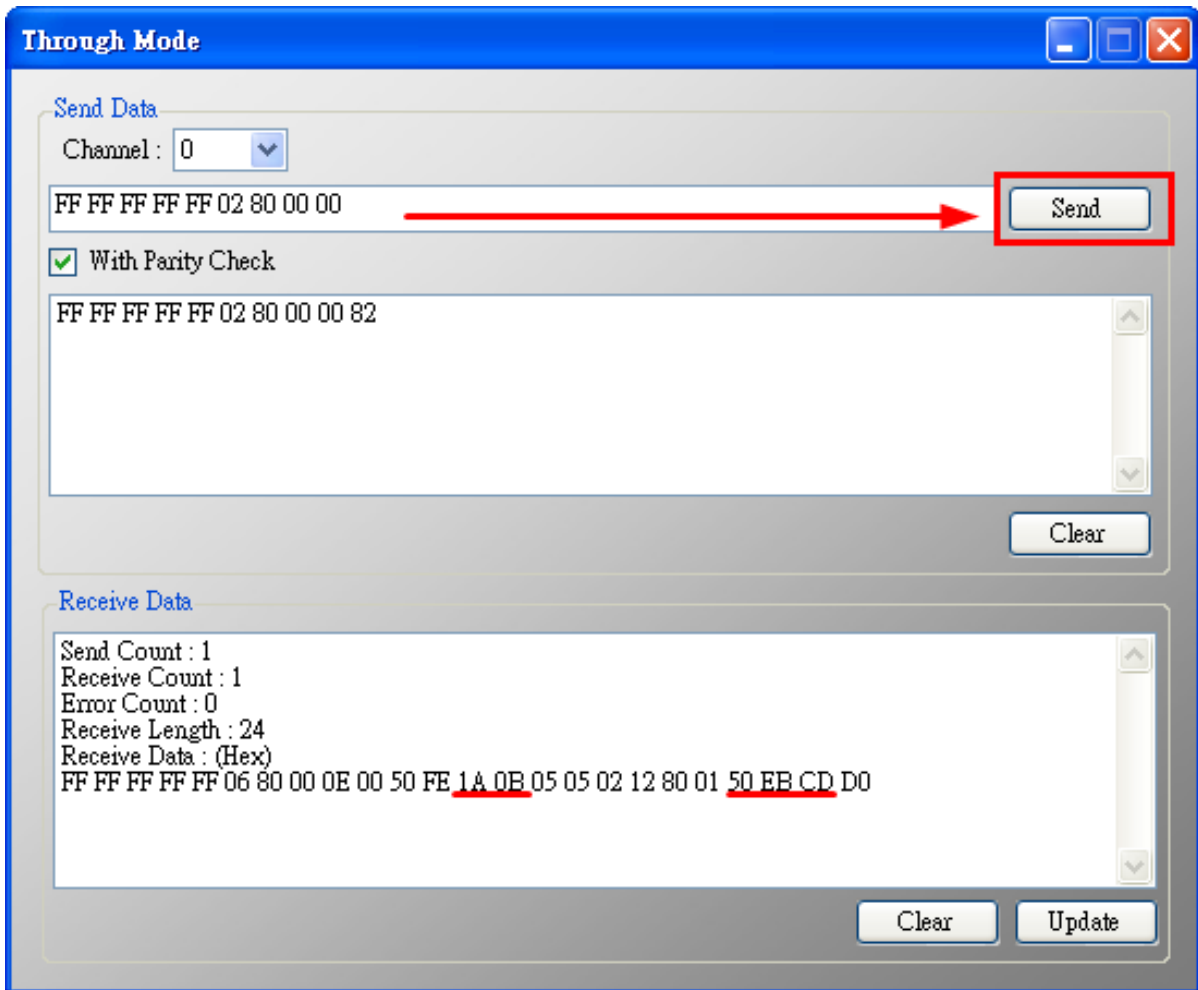 Through Mode
Send Data
Channel : 0
FF FF FF FF FF 02 80 00 00
Send
With Parity Check
FF FF FF FF FF 02 80 00 00 82
Clear
Receive Data
Send Count : 1
Receive Count : 1
Error Count : 0
Receive Length : 24
Receive Data : (Hex)
FF FF FF FF FF 06 80 00 0E 00 50 FE 1A 0B 05 05 02 12 80 01 50 EB CD D0
Clear Update